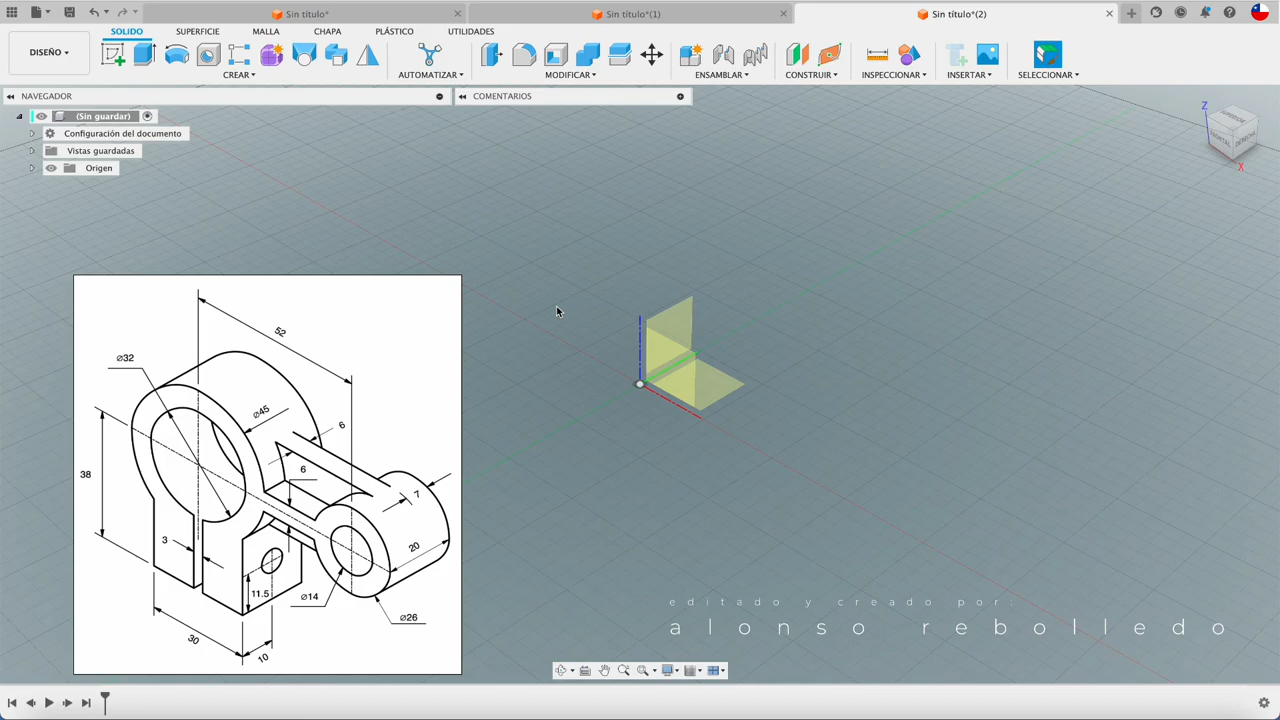 Sin título*
Sin título*(1)
Sin título*(2)
DISEÑO
SOLIDO
SUPERFICIE
MALLA
CHAPA
PLÁSTICO
UTILIDADES
CREAR
AUTOMATIZAR
MODIFICAR
ENSAMBLAR
CONSTRUIR
INSPECCIONAR
INSERTAR
SELECCIONAR
NAVEGADOR
COMENTARIOS
(Sin guardar)
Configuración del documento
Vistas guardadas
Origen
Z
X
52
⌀32
⌀45
6
38
6
7
3
20
11.5
⌀14
⌀26
30
10
editado y creado por:
alonso rebolledo